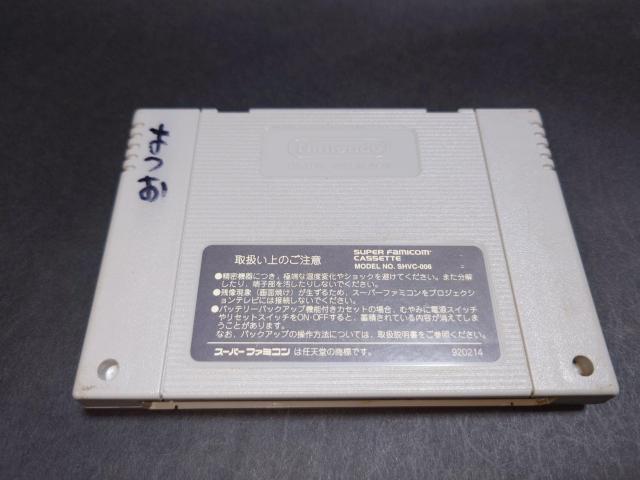 まつお
Nintendo
取扱い上のご注意
SUPER FAMICOM
CASSETTE
MODEL NO. SHVC-006
●精密機器につき、極端な温度変化やショックを避けてください。また分解
したり、端子部を汚したりしないでください。
●残像現象（画面焼け）が生ずるため、スーパーファミコンをプロジェクシ
ョンテレビには接続しないでください。
●バッテリーバックアップ機能付きカセットの場合、むやみに電源スイッチ
やリセットスイッチをON・OFFすると、蓄積されている内容が消えてしま
うことがあります。
なお、バックアップの操作方法については、取扱説明書をご参照ください。
スーパーファミコン は任天堂の商標です。
920214